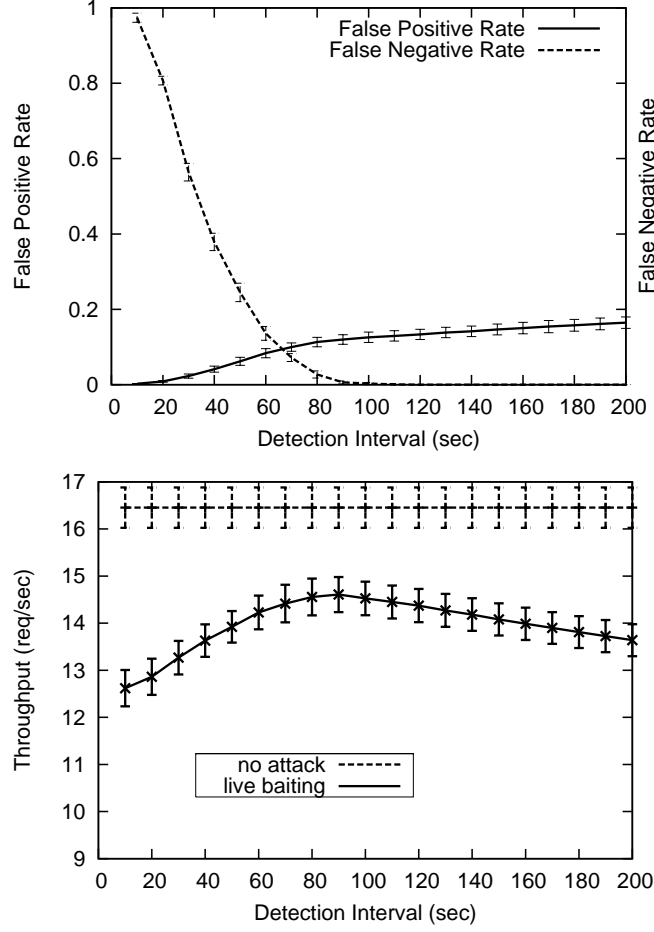 1
0.8
0.6
0.4
0.2
0
False Positive Rate
False Negative Rate
False Positive Rate
False Negative Rate
0 20 40 60 80 100 120 140 160 180 200
Detection Interval (sec)
17
16
15
14
13
12
11
10
9
Throughput (req/sec)
no attack
live baiting
0 20 40 60 80 100 120 140 160 180 200
Detection Interval (sec)